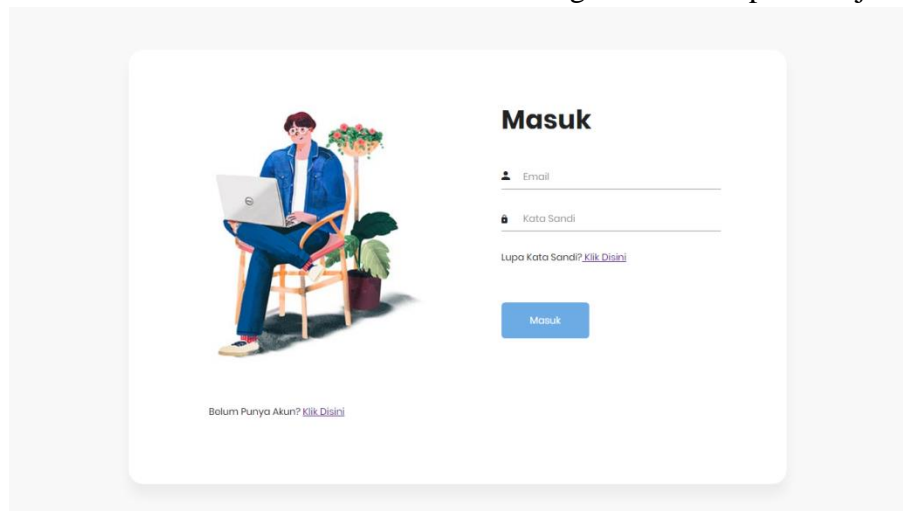 Masuk
Email
Kata Sandi
Lupa Kata Sandi? Klik Disini
Masuk
Belum Punya Akun? Klik Disini